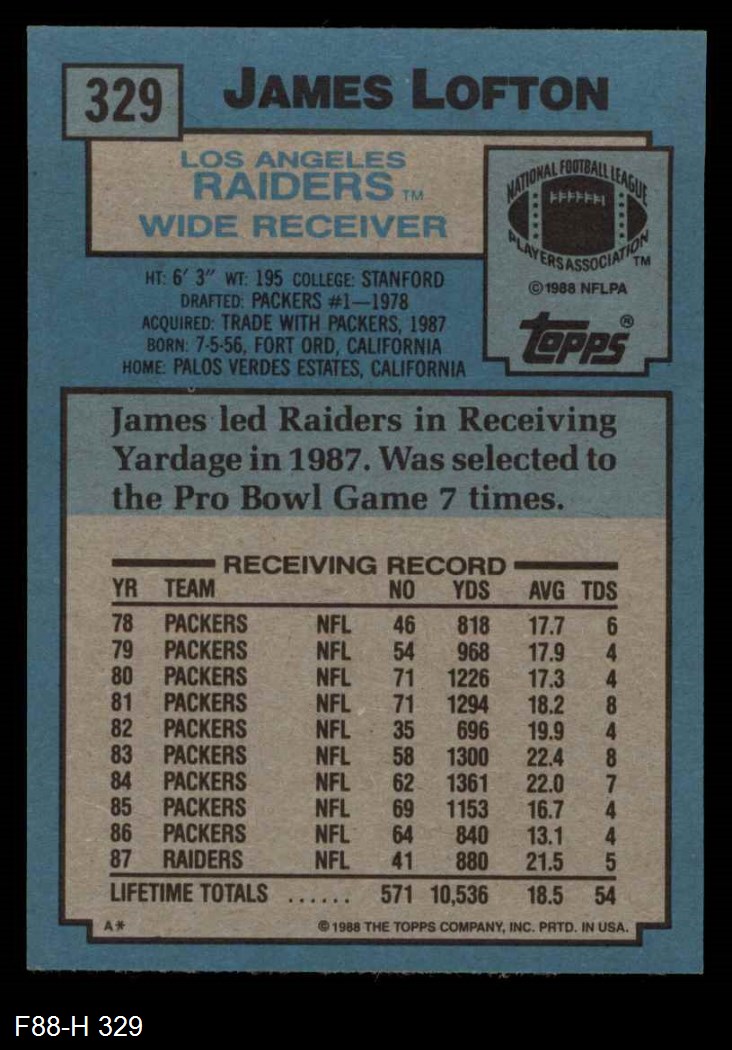 329
JAMES LOFTON
LOS ANGELES
RAIDERS TM
WIDE RECEIVER
NATIONAL FOOTBALL LEAGUE
PLAYERS ASSOCIATION TM
©1988 NFLPA
TOPPS®
HT: 6' 3" WT: 195 COLLEGE: STANFORD
DRAFTED: PACKERS #1—1978
ACQUIRED: TRADE WITH PACKERS, 1987
BORN: 7-5-56, FORT ORD, CALIFORNIA
HOME: PALOS VERDES ESTATES, CALIFORNIA
James led Raiders in Receiving
Yardage in 1987. Was selected to
the Pro Bowl Game 7 times.
RECEIVING RECORD
YR TEAM NO YDS AVG TDS
78 PACKERS NFL 46 818 17.7 6
79 PACKERS NFL 54 968 17.9 4
80 PACKERS NFL 71 1226 17.3 4
81 PACKERS NFL 71 1294 18.2 8
82 PACKERS NFL 35 696 19.9 4
83 PACKERS NFL 58 1300 22.4 8
84 PACKERS NFL 62 1361 22.0 7
85 PACKERS NFL 69 1153 16.7 4
86 PACKERS NFL 64 840 13.1 4
87 RAIDERS NFL 41 880 21.5 5
LIFETIME TOTALS ...... 571 10,536 18.5 54
A* ©1988 THE TOPPS COMPANY, INC. PRTD. IN USA.
F88-H 329